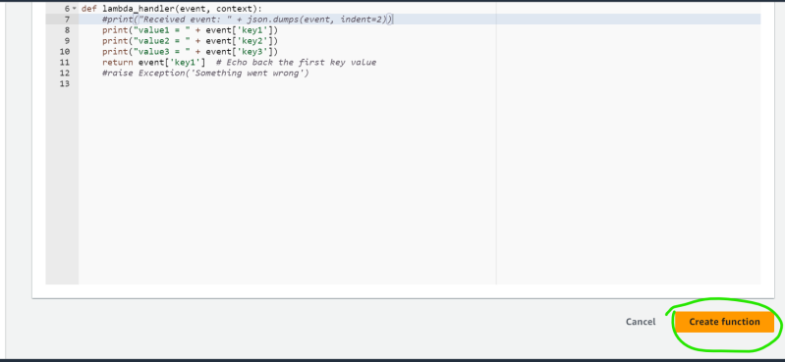 6 def lambda_handler(event, context):
7 #print("Received event: " + json.dumps(event, indent=2))
8 print("value1 = " + event['key1'])
9 print("value2 = " + event['key2'])
10 print("value3 = " + event['key3'])
11 return event['key1']  # Echo back the first key value
12 #raise Exception('Something went wrong')
13
Cancel Create function